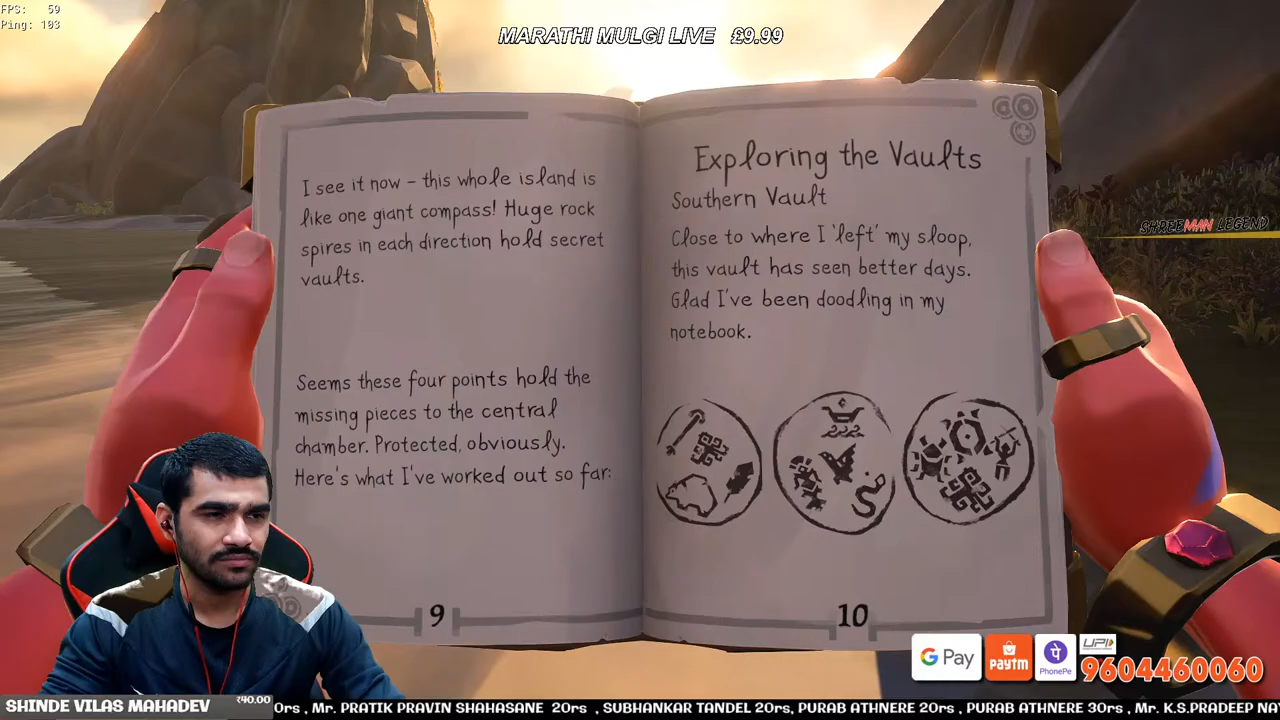 FPS: 59
Ping: 103
MARATHI MULGI LIVE £9.99
I see it now - this whole island is
like one giant compass! Huge rock
spires in each direction hold secret
vaults.
Seems these four points hold the
missing pieces to the central
chamber. Protected, obviously.
Here's what I've worked out so far:
9
Exploring the Vaults
Southern Vault
Close to where I 'left' my sloop,
this vault has seen better days.
Glad I've been doodling in my
notebook.
10
SHREEMAN LEGEND
G Pay
Paytm
PhonePe
UPI
9604460060
SHINDE VILAS MAHADEV ₹40.00
0rs , Mr. PRATIK PRAVIN SHAHASANE 20rs , SUBHANKAR TANDEL 20rs, PURAB ATHNERE 20rs , PURAB ATHNERE 30rs , Mr. K.S.PRADEEP NA